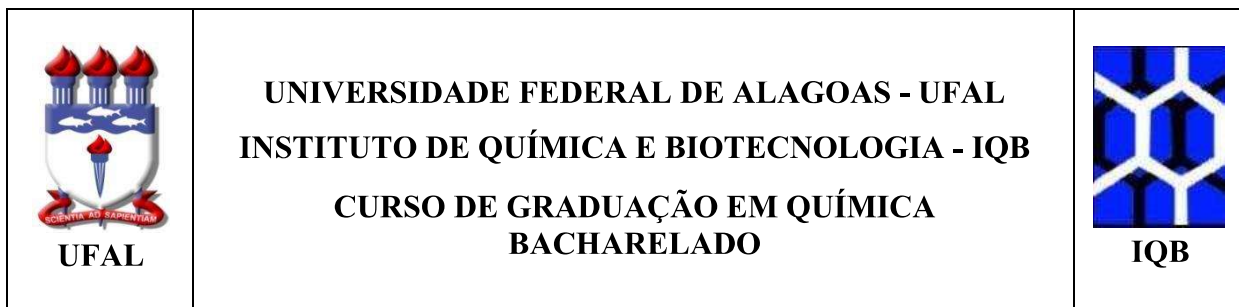 UNIVERSIDADE FEDERAL DE ALAGOAS - UFAL
INSTITUTO DE QUÍMICA E BIOTECNOLOGIA - IQB
CURSO DE GRADUAÇÃO EM QUÍMICA
BACHARELADO
SCIENTIA AD SAPIENTIAM
UFAL
IQB